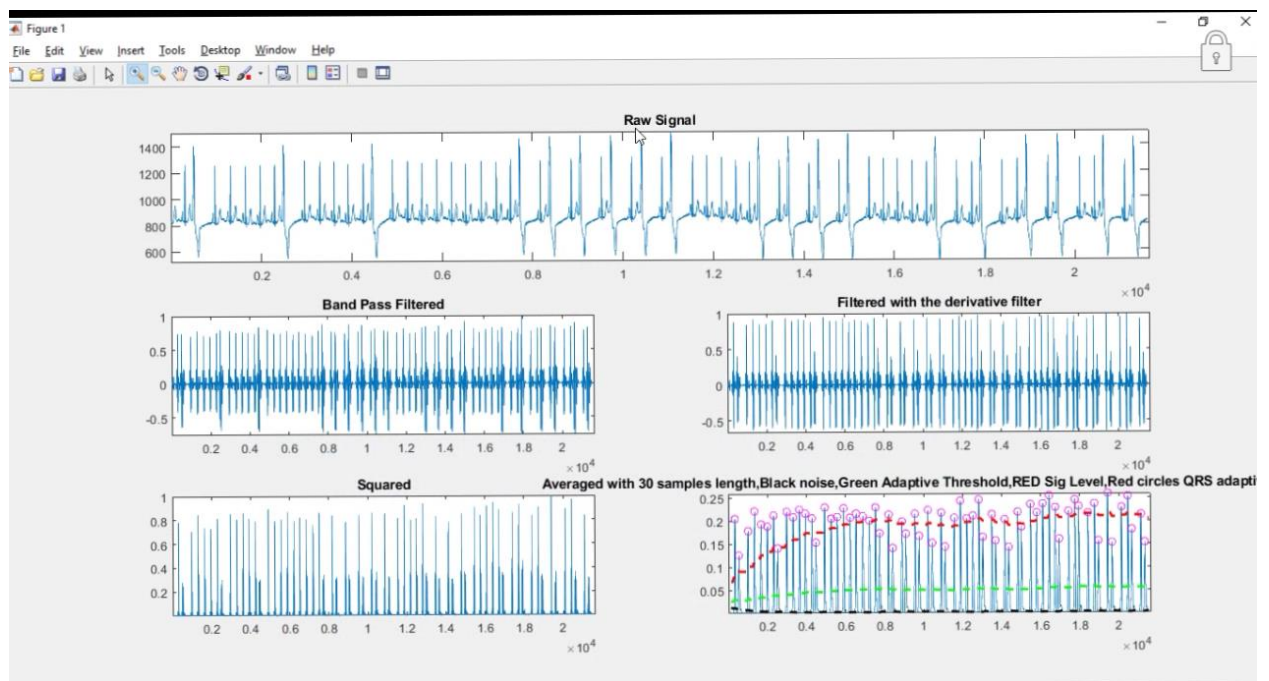 Figure 1
File Edit View Insert Tools Desktop Window Help
Raw Signal
1400
1200
1000
800
600
0.2 0.4 0.6 0.8 1 1.2 1.4 1.6 1.8 2
×10^4
Band Pass Filtered
1
0.5
0
-0.5
0.2 0.4 0.6 0.8 1 1.2 1.4 1.6 1.8 2
×10^4
Filtered with the derivative filter
1
0.5
0
-0.5
0.2 0.4 0.6 0.8 1 1.2 1.4 1.6 1.8 2
×10^4
Squared
1
0.8
0.6
0.4
0.2
0.2 0.4 0.6 0.8 1 1.2 1.4 1.6 1.8 2
×10^4
Averaged with 30 samples length,Black noise,Green Adaptive Threshold,RED Sig Level,Red circles QRS adapti
0.25
0.2
0.15
0.1
0.05
0.2 0.4 0.6 0.8 1 1.2 1.4 1.6 1.8 2
×10^4